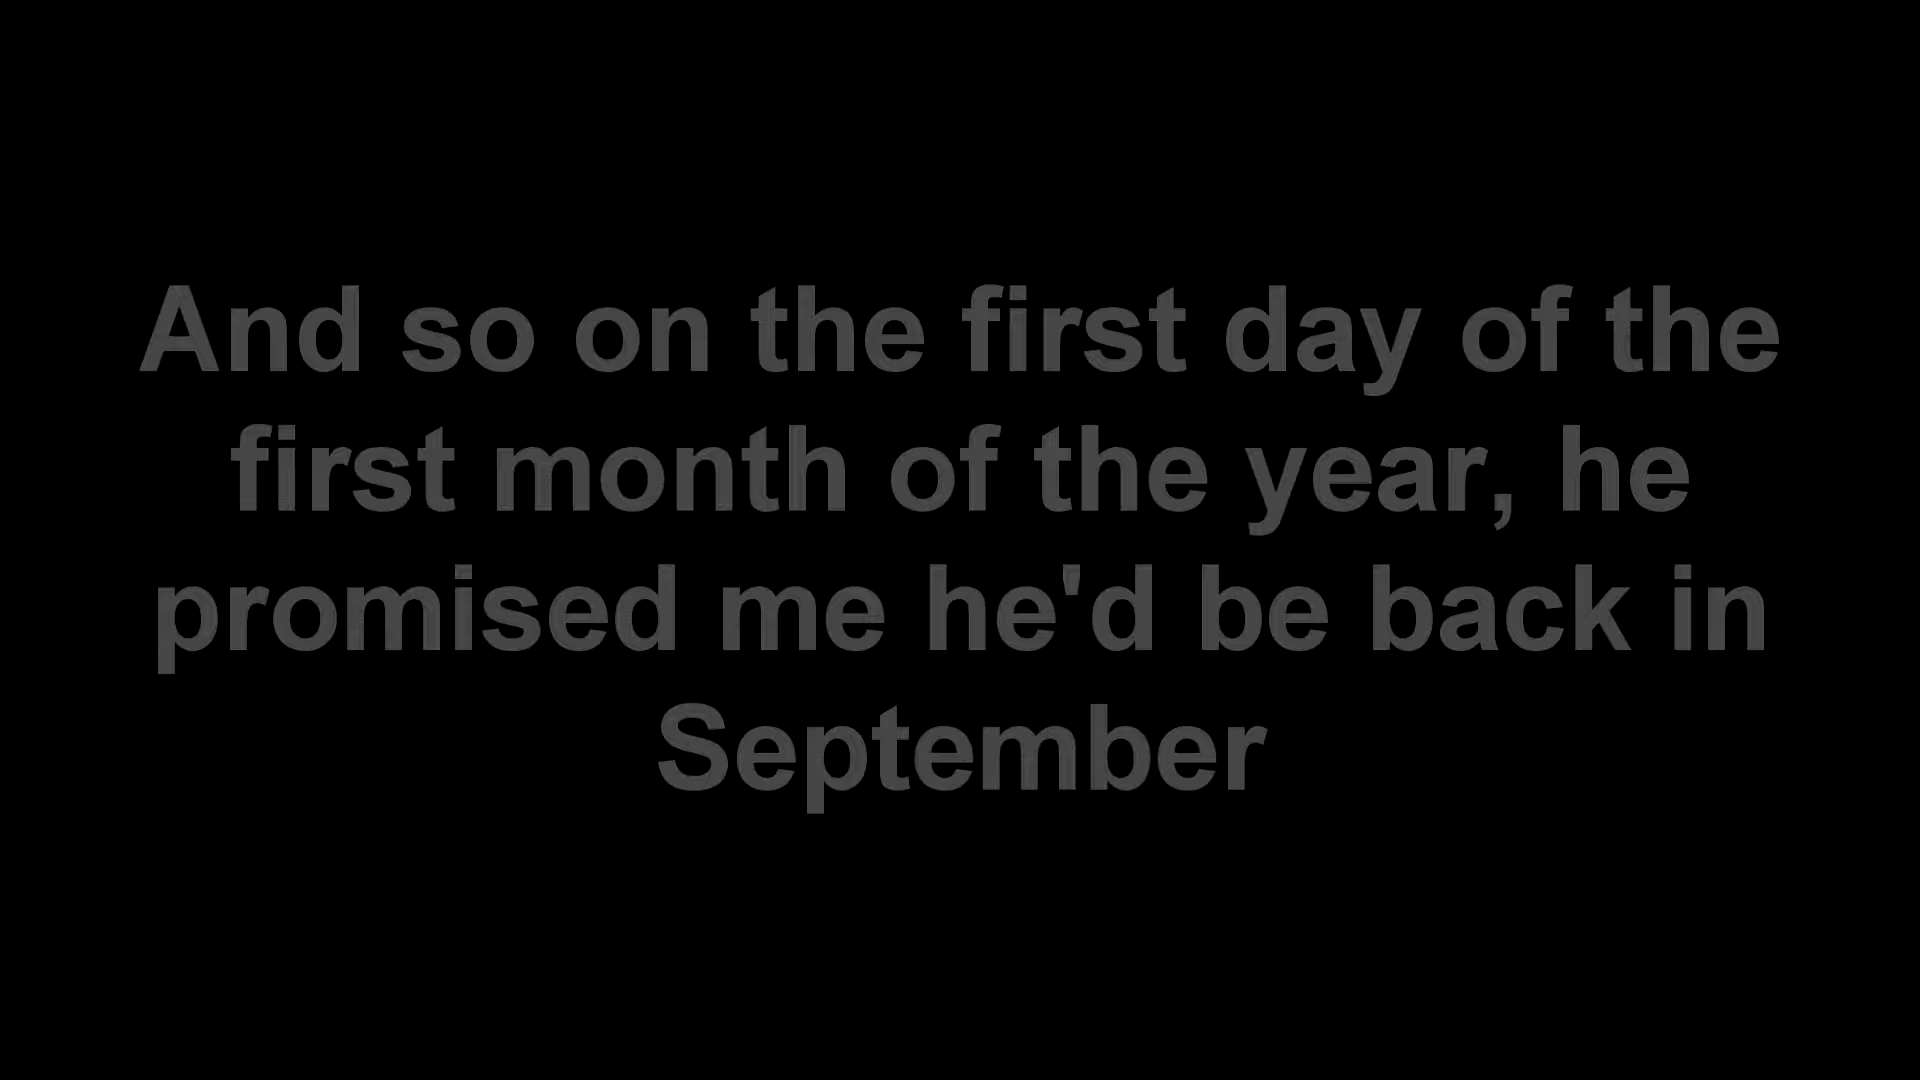 And so on the first day of the
first month of the year, he
promised me he'd be back in
September